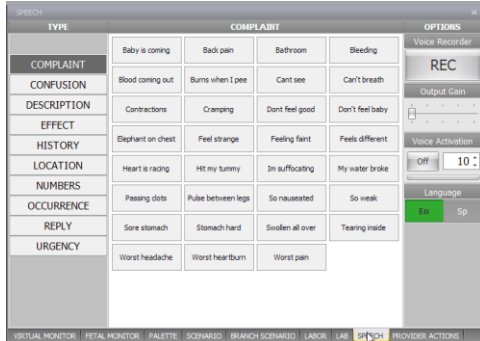 SPEECH
TYPE
COMPLAINT
CONFUSION
DESCRIPTION
EFFECT
HISTORY
LOCATION
NUMBERS
OCCURRENCE
REPLY
URGENCY
COMPLAINT
Baby is coming Back pain Bathroom Bleeding
Blood coming out Burns when I pee Cant see Can't breath
Contractions Cramping Dont feel good Don't feel baby
Elephant on chest Feel strange Feeling faint Feels different
Heart is racing Hit my tummy Im suffocating My water broke
Passing clots Pulse between legs So nauseated So weak
Sore stomach Stomach hard Swollen all over Tearing inside
Worst headache Worst heartburn Worst pain
OPTIONS
Voice Recorder
REC
Output Gain
Voice Activation
Off 10
Language
En Sp
VIRTUAL MONITOR FETAL MONITOR PALETTE SCENARIO BRANCH SCENARIO LABOR LAB SPEECH PROVIDER ACTIONS